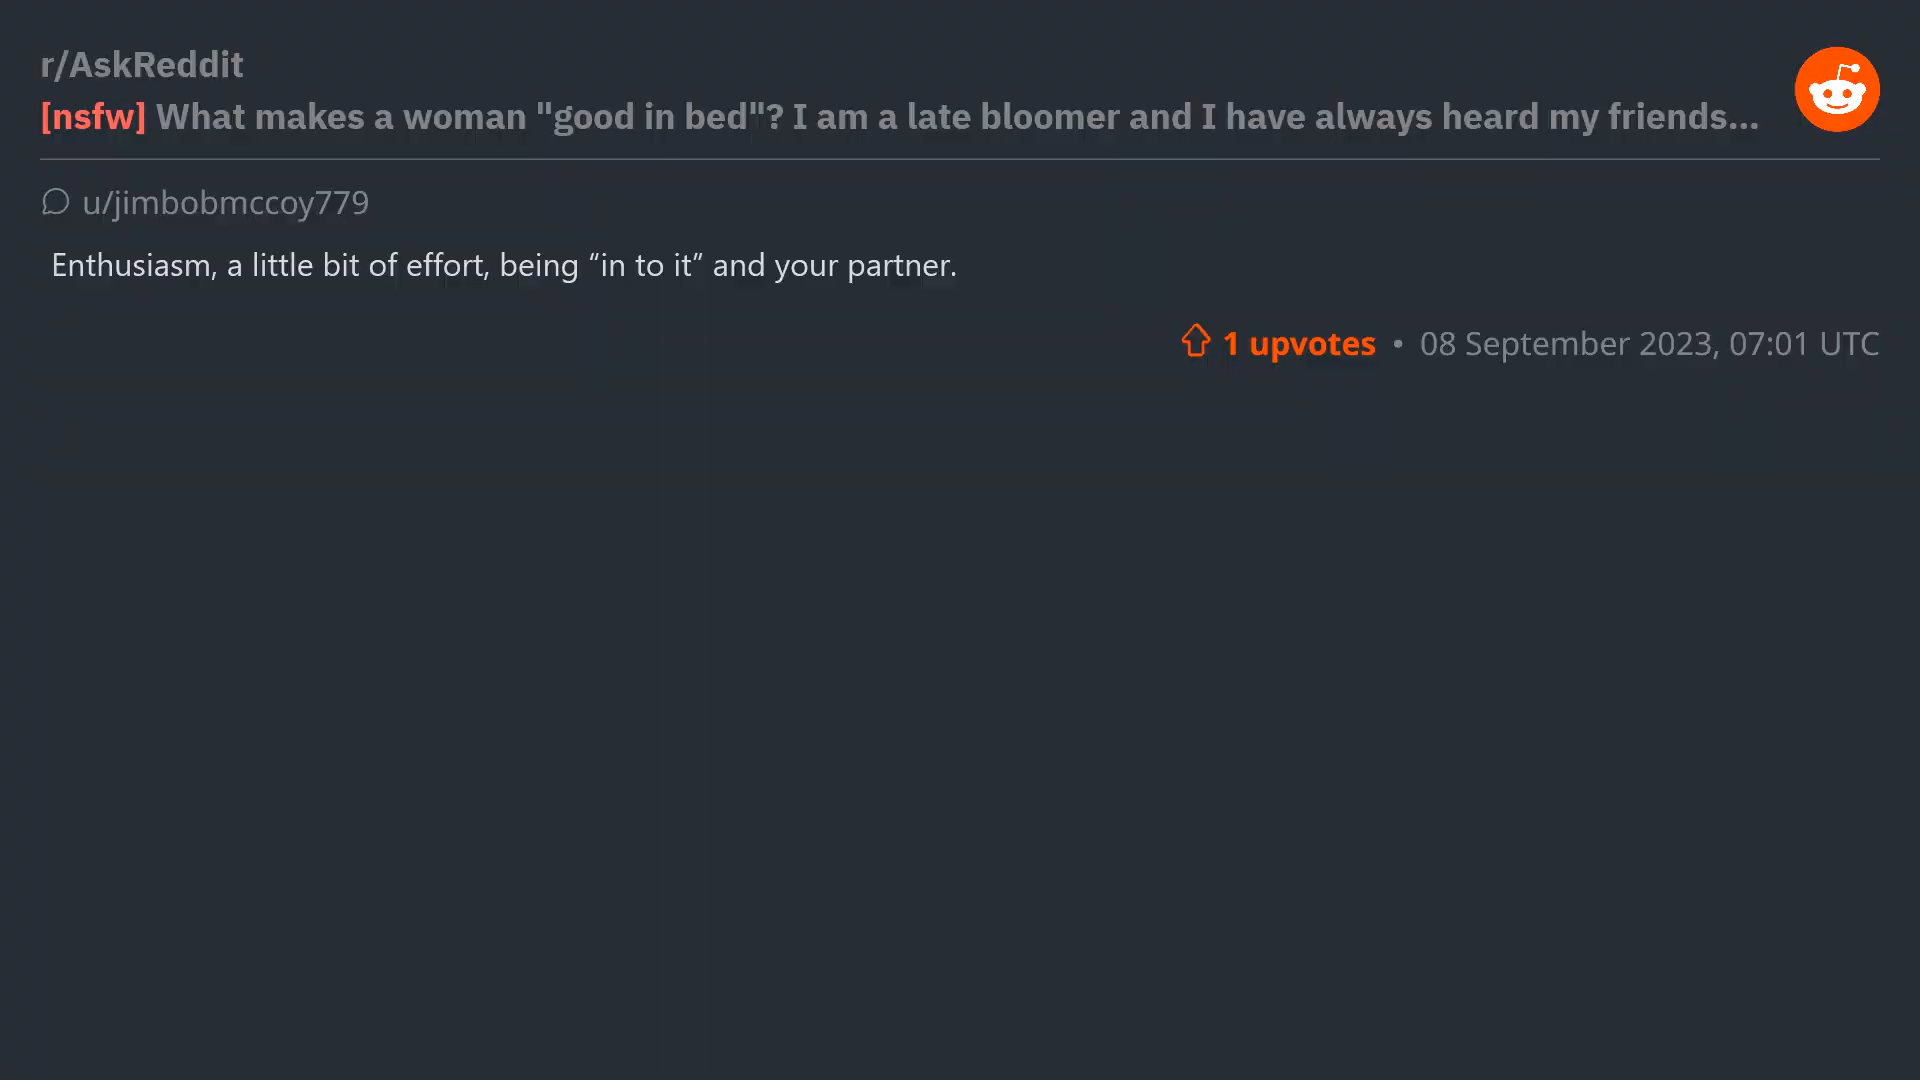 r/AskReddit
[nsfw] What makes a woman "good in bed"? I am a late bloomer and I have always heard my friends...
u/jimbobmccoy779
Enthusiasm, a little bit of effort, being “in to it” and your partner.
1 upvotes • 08 September 2023, 07:01 UTC